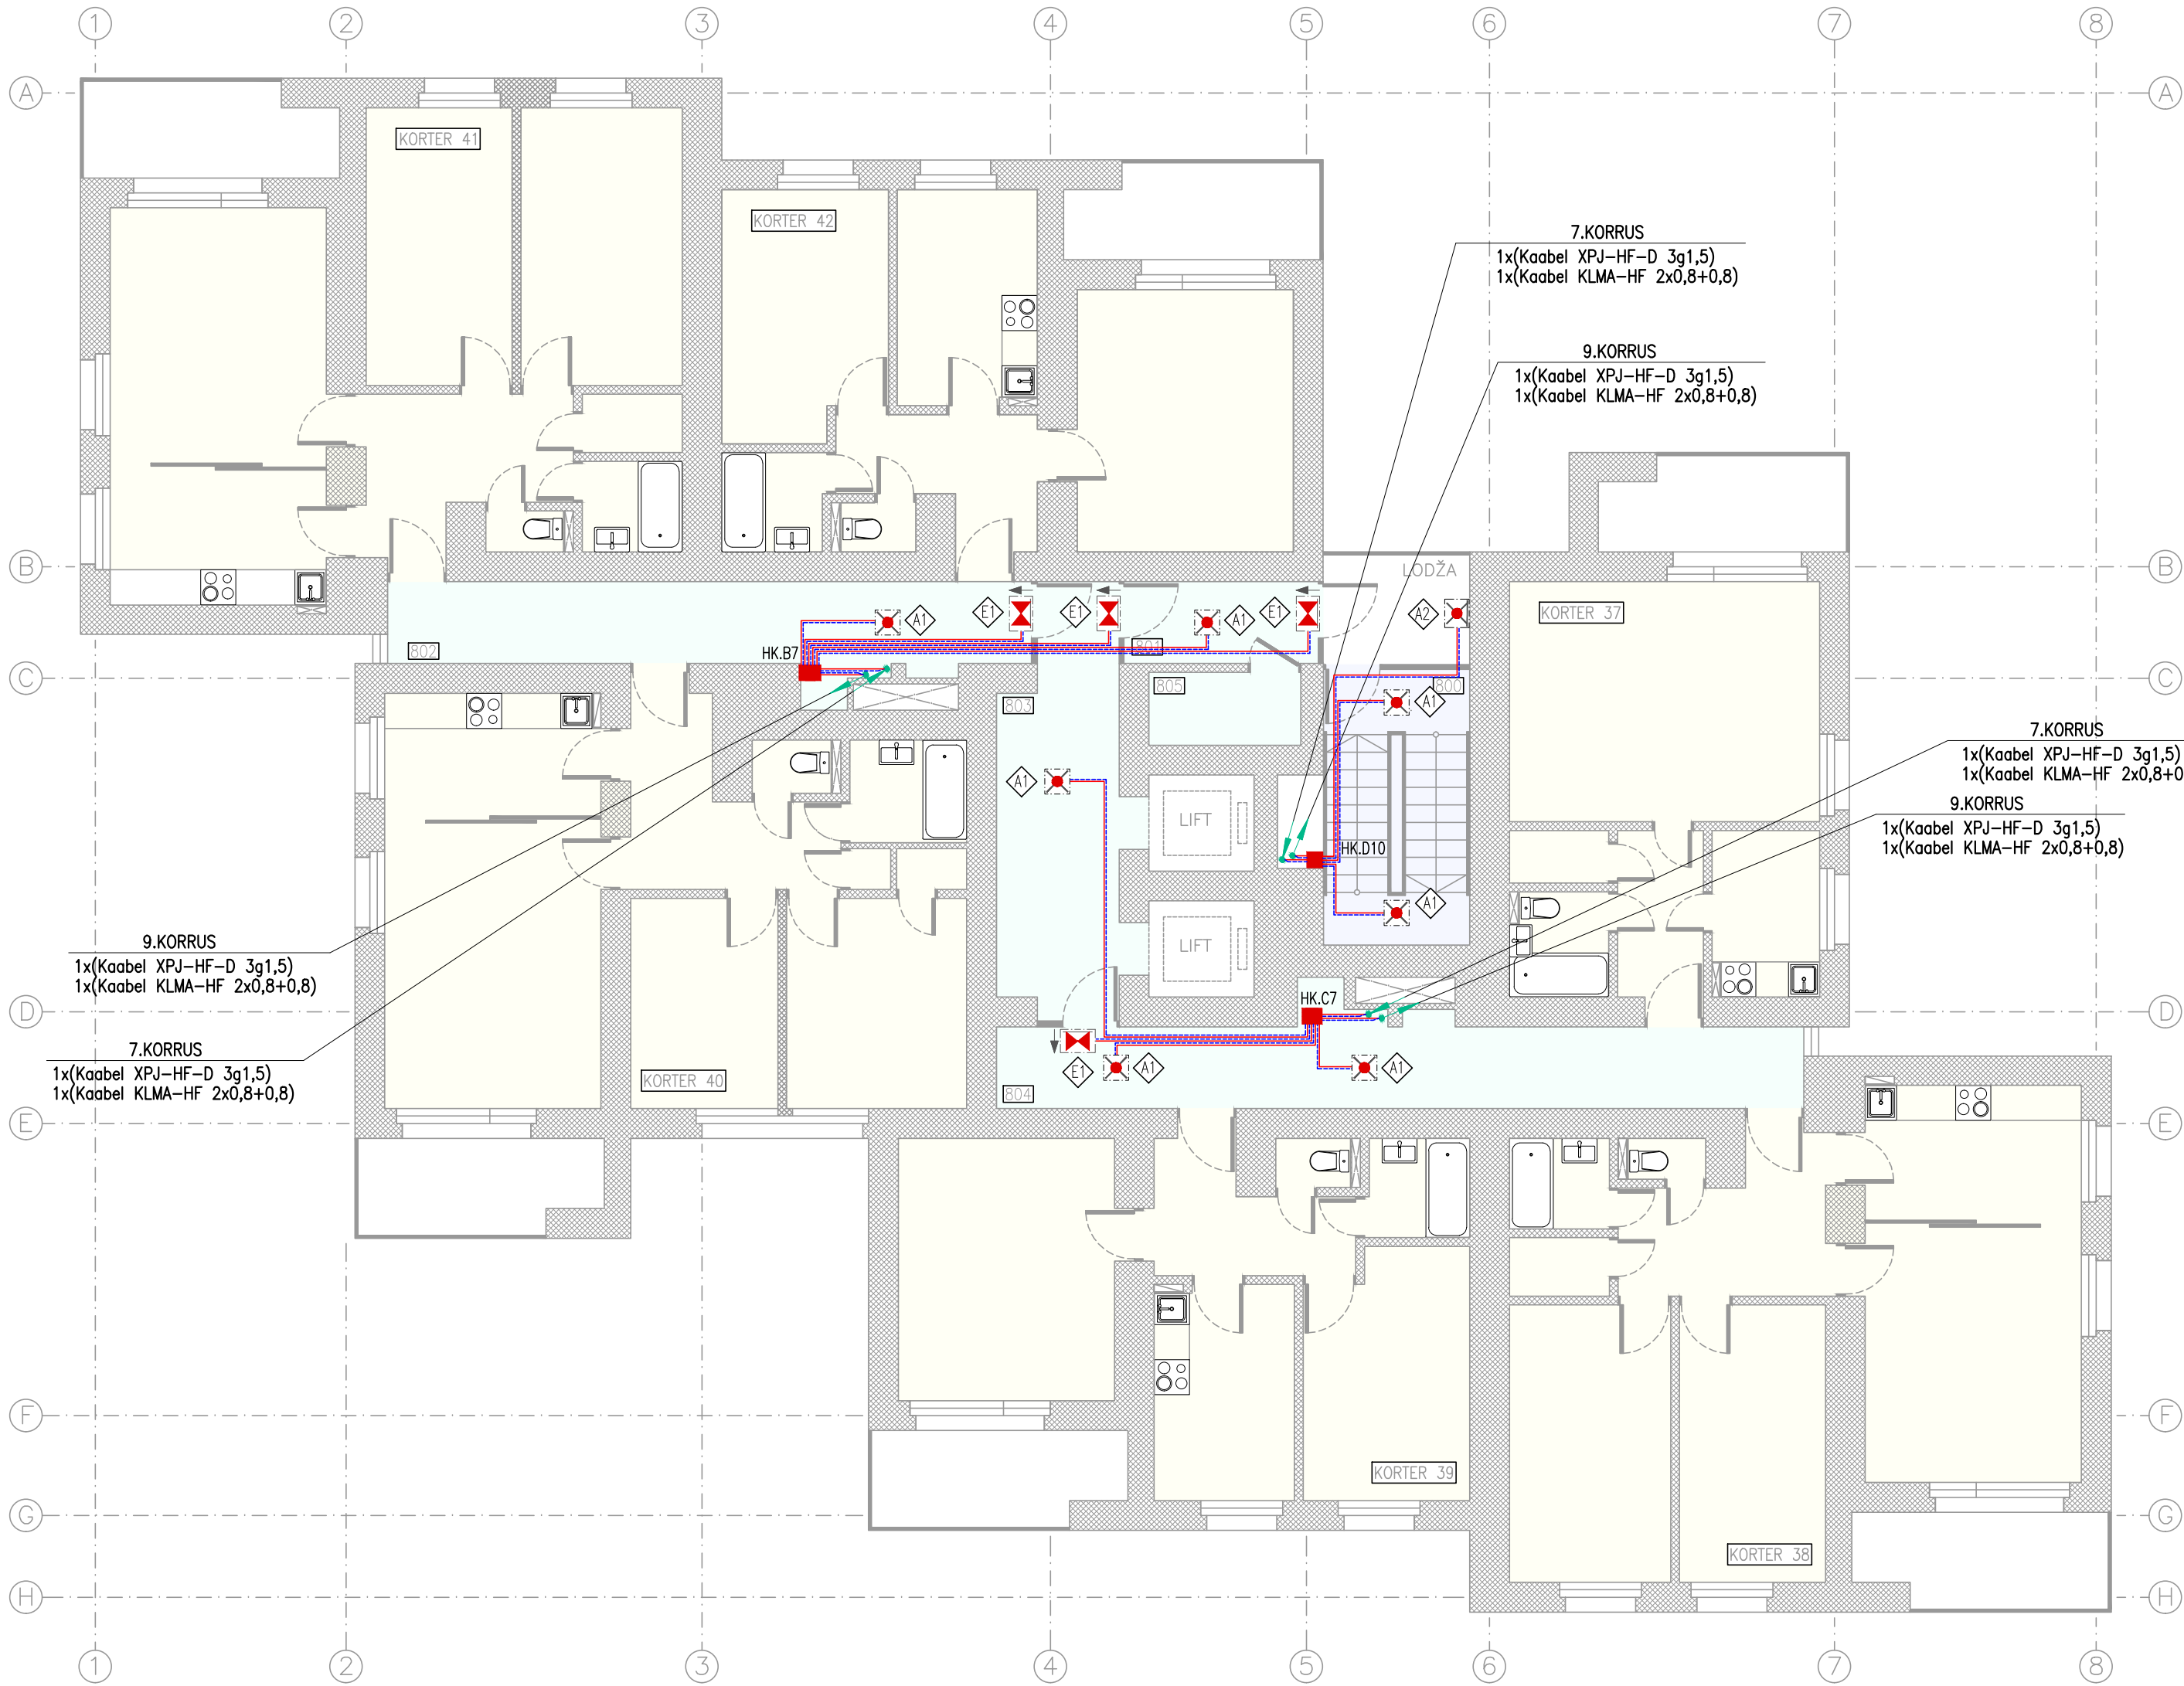 1 2 3 4 5 6 7 8
A A
KORTER 41
KORTER 42
7.KORRUS
1x(Kaabel XPJ-HF-D 3g1,5)
1x(Kaabel KLMA-HF 2x0,8+0,8)
9.KORRUS
1x(Kaabel XPJ-HF-D 3g1,5)
1x(Kaabel KLMA-HF 2x0,8+0,8)
B B
LODŽA
KORTER 37
E1 E1 E1 A2
A1 A1
802 HK.B7 801
C C
805 800
803 A1
7.KORRUS
1x(Kaabel XPJ-HF-D 3g1,5)
1x(Kaabel KLMA-HF 2x0,8+0
A1
9.KORRUS
1x(Kaabel XPJ-HF-D 3g1,5)
1x(Kaabel KLMA-HF 2x0,8+0,8)
LIFT
HK.D10
A1
LIFT
9.KORRUS
1x(Kaabel XPJ-HF-D 3g1,5)
1x(Kaabel KLMA-HF 2x0,8+0,8)
HK.C7
D D
7.KORRUS
1x(Kaabel XPJ-HF-D 3g1,5)
1x(Kaabel KLMA-HF 2x0,8+0,8)
E1 A1 A1
KORTER 40
804
E E
F F
KORTER 39
G G
KORTER 38
H H
1 2 3 4 5 6 7 8